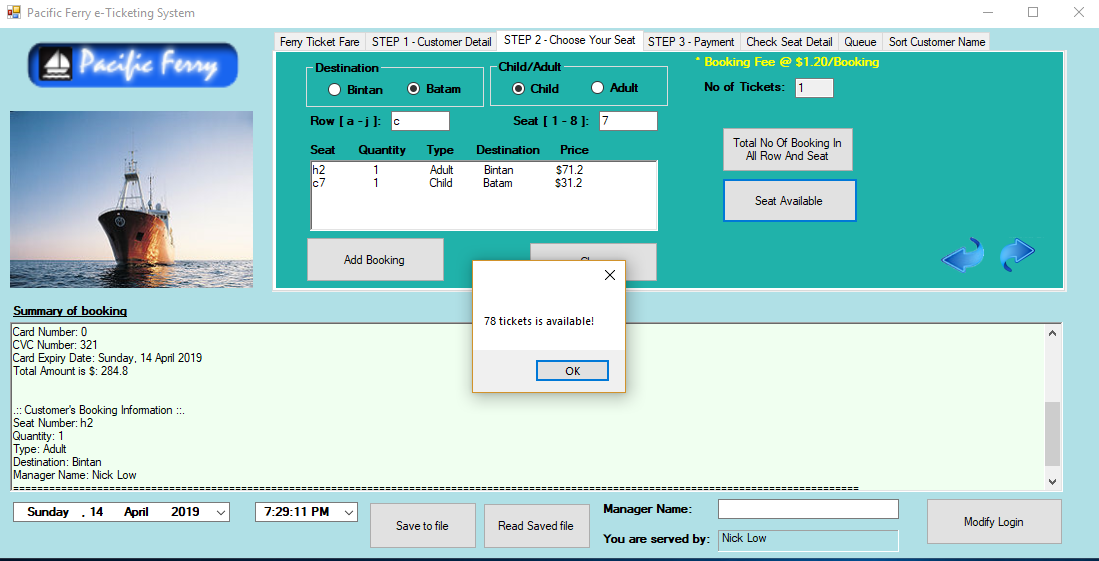 Pacific Ferry e-Ticketing System
Pacific Ferry
Ferry Ticket Fare STEP 1 - Customer Detail STEP 2 - Choose Your Seat STEP 3 - Payment Check Seat Detail Queue Sort Customer Name
Destination
Bintan Batam
Child/Adult
Child Adult
* Booking Fee @ $1.20/Booking
No of Tickets: 1
Row [ a - j ]: c Seat [ 1 - 8 ]: 7
Seat Quantity Type Destination Price
h2 1 Adult Bintan $71.2
c7 1 Child Batam $31.2
Total No Of Booking In
All Row And Seat
Seat Available
Add Booking
78 tickets is available!
OK
Summary of booking
Card Number: 0
CVC Number: 321
Card Expiry Date: Sunday, 14 April 2019
Total Amount is $: 284.8
.:: Customer's Booking Information ::.
Seat Number: h2
Quantity: 1
Type: Adult
Destination: Bintan
Manager Name: Nick Low
Sunday , 14 April 2019
7:29:11 PM
Save to file
Read Saved file
Manager Name:
You are served by: Nick Low
Modify Login